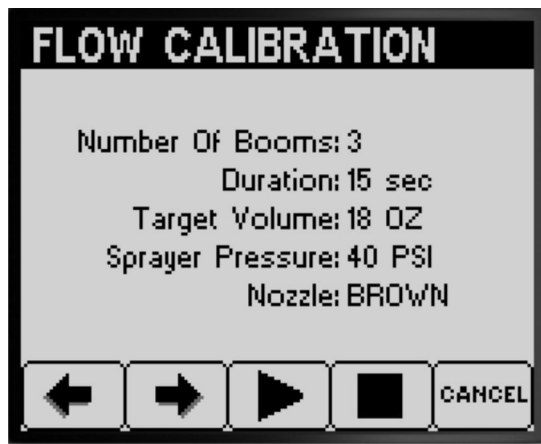 FLOW CALIBRATION
Number Of Booms: 3
Duration: 15 sec
Target Volume: 18 OZ
Sprayer Pressure: 40 PSI
Nozzle: BROWN
CANCEL